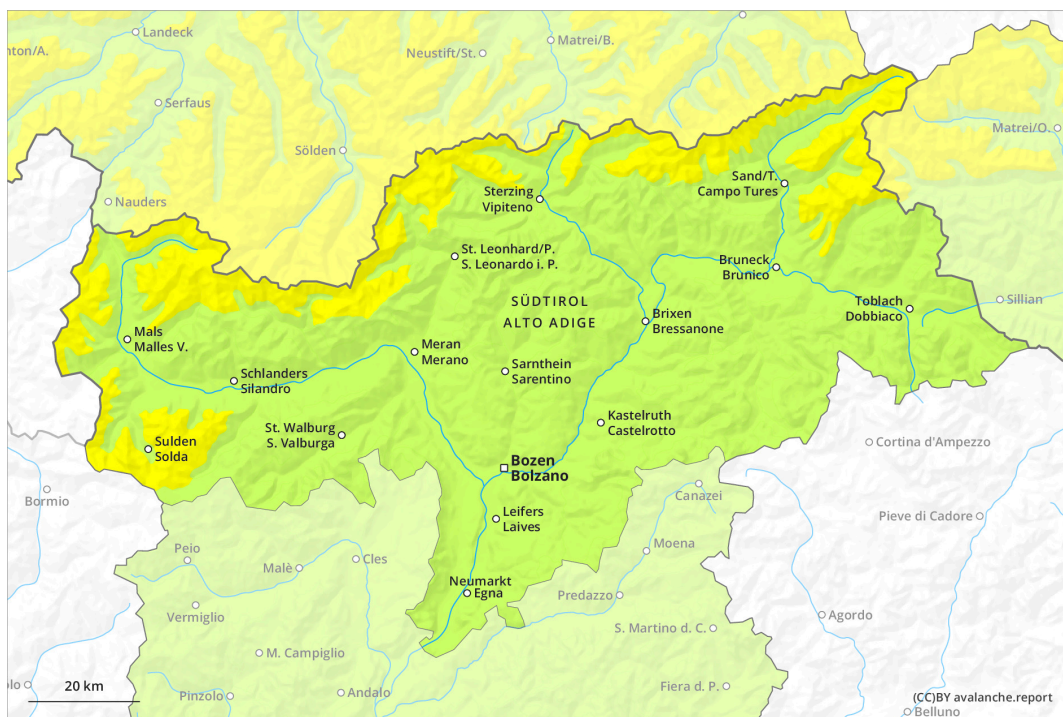 Landeck
Matrei/B.
nton/A.
Neustift/St.
Serfaus
Matrei/O.
Sölden
Sand/T.
Campo Tures
Sterzing
Vipiteno
Nauders
St. Leonhard/P.
S. Leonardo i. P.
Bruneck
Brunico
SÜDTIROL
ALTO ADIGE
Toblach
Dobbiaco
Sillian
Brixen
Bressanone
Mals
Malles V.
Meran
Merano
Sarnthein
Sarentino
Schlanders
Silandro
Kastelruth
Castelrotto
St. Walburg
S. Valburga
Sulden
Solda
Cortina d'Ampezzo
Bozen
Bolzano
Bormio
Canazei
Leifers
Laives
Pieve di Cadore
Peio
Moena
Cles
Malè
Neumarkt
Egna
Predazzo
Vermiglio
Agordo
S. Martino d. C.
M. Campiglio
olo
20 km
Pinzolo
Andalo
Fiera d. P.
(CC)BY avalanche.report
Belluno